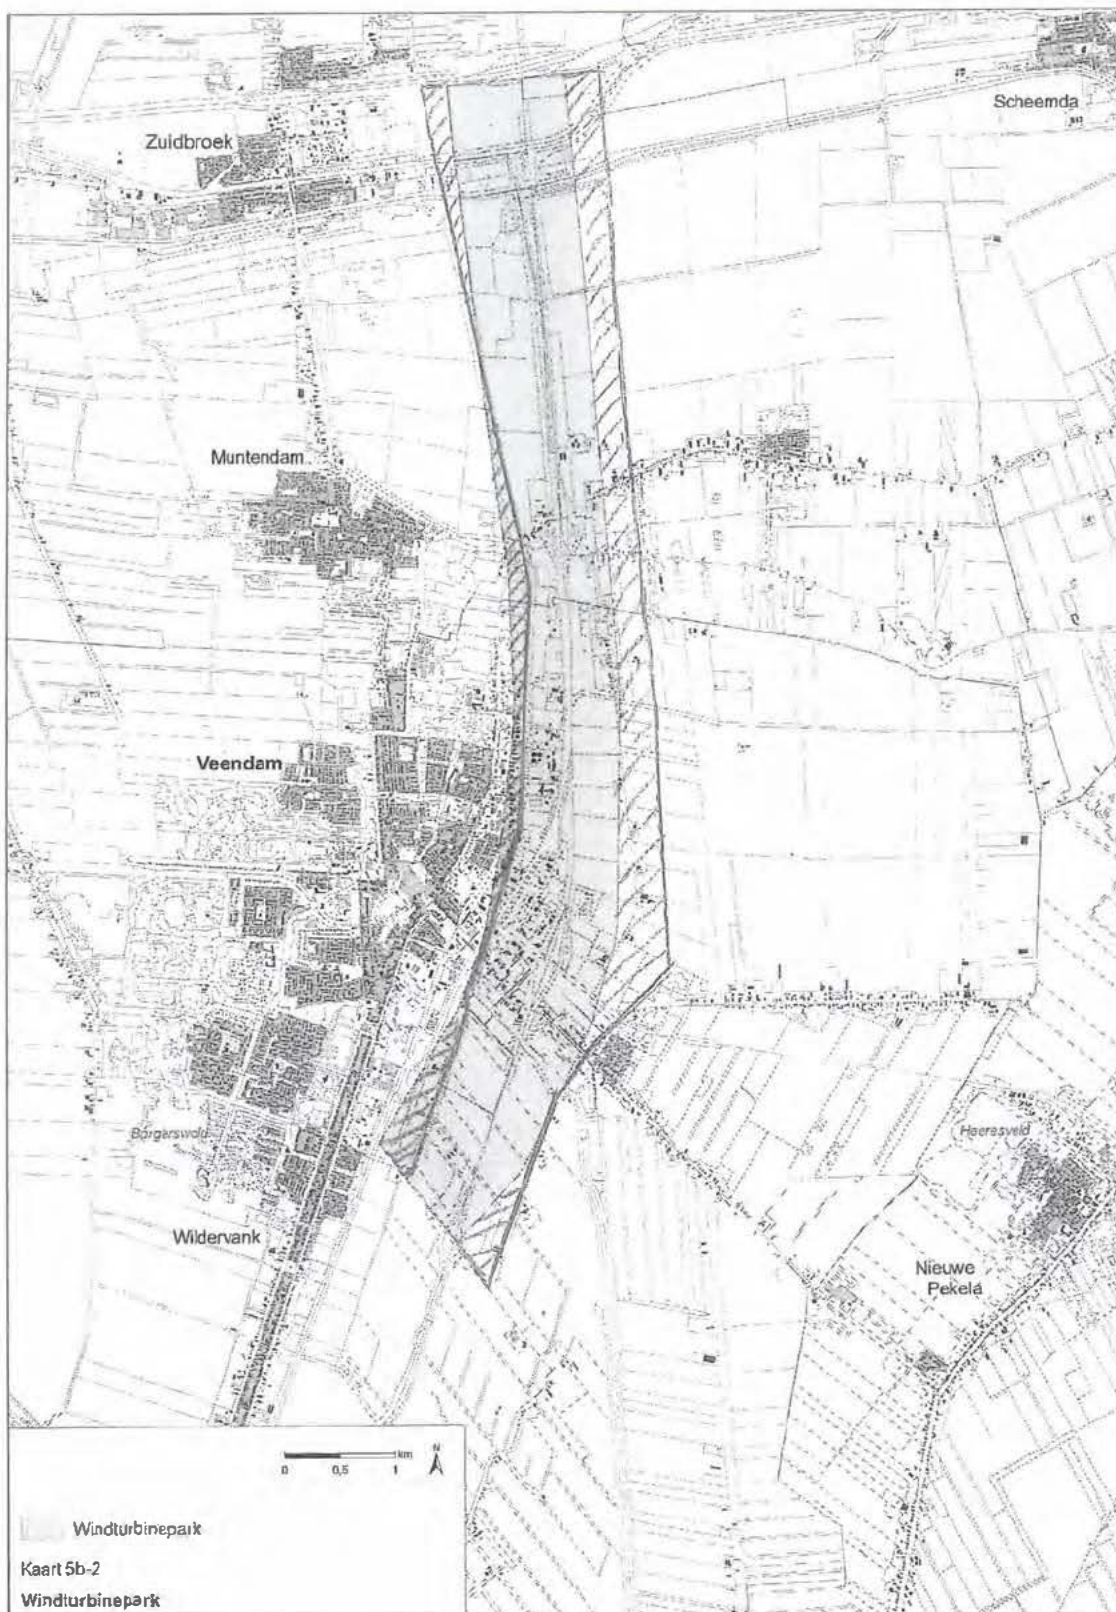 Scheemda
Zuidbroek
Muntendam
Veendam
Borgerswold
Heeresveld
Wildervank
Nieuwe
Pekela
km
N
0 0,5 1
Windturbinepark
Kaart 5b-2
Windturbinepark